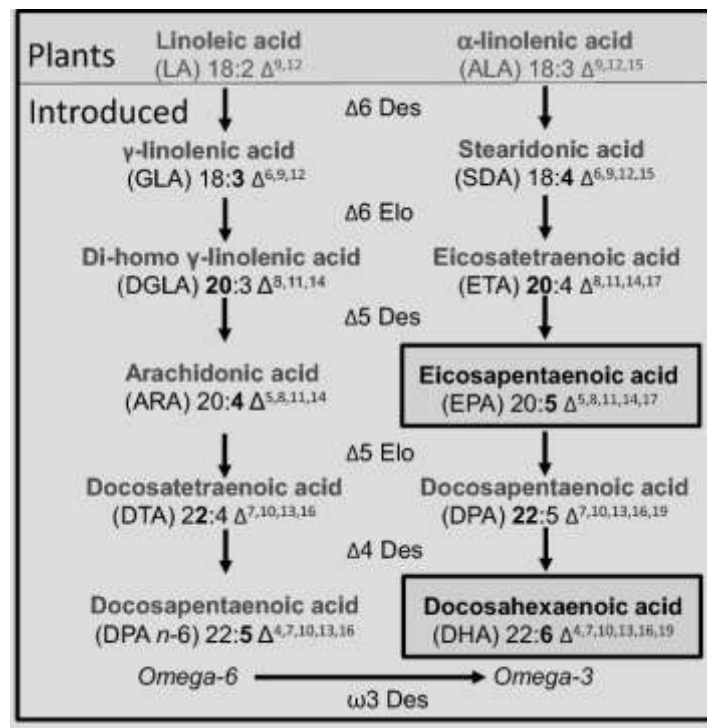 Plants
Linoleic acid
(LA) 18:2 Δ9,12
α-linolenic acid
(ALA) 18:3 Δ9,12,15
Introduced
Δ6 Des
γ-linolenic acid
(GLA) 18:3 Δ6,9,12
Stearidonic acid
(SDA) 18:4 Δ6,9,12,15
Δ6 Elo
Di-homo γ-linolenic acid
(DGLA) 20:3 Δ8,11,14
Eicosatetraenoic acid
(ETA) 20:4 Δ8,11,14,17
Δ5 Des
Arachidonic acid
(ARA) 20:4 Δ5,8,11,14
Eicosapentaenoic acid
(EPA) 20:5 Δ5,8,11,14,17
Δ5 Elo
Docosatetraenoic acid
(DTA) 22:4 Δ7,10,13,16
Docosapentaenoic acid
(DPA) 22:5 Δ7,10,13,16,19
Δ4 Des
Docosapentaenoic acid
(DPA n-6) 22:5 Δ4,7,10,13,16
Docosahexaenoic acid
(DHA) 22:6 Δ4,7,10,13,16,19
Omega-6
Omega-3
ω3 Des